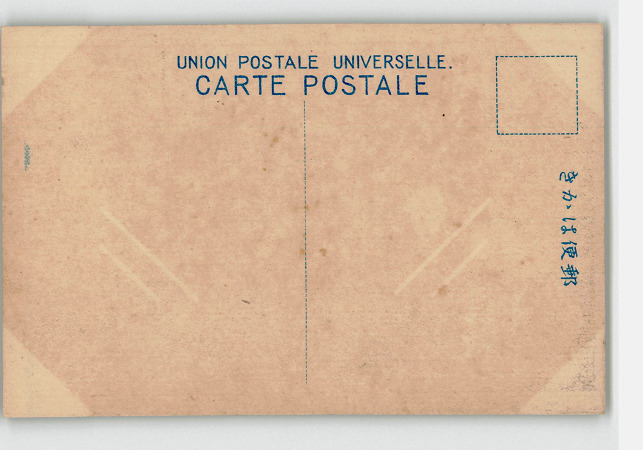 UNION POSTALE UNIVERSELLE.
CARTE POSTALE
きかは便郵